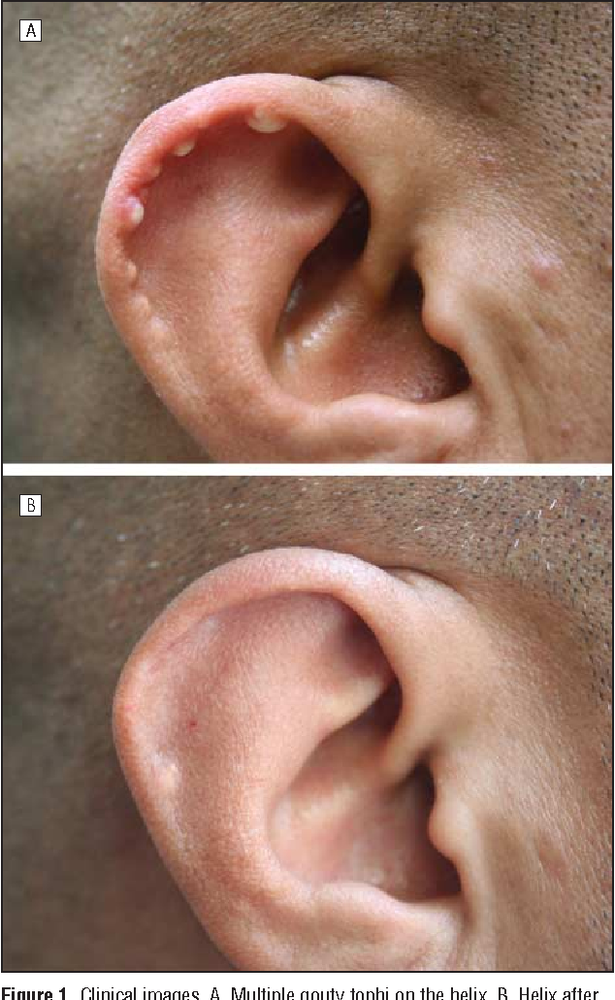 A
B
Figure 1. Clinical images. A, Multiple gouty tophi on the helix. B, Helix after